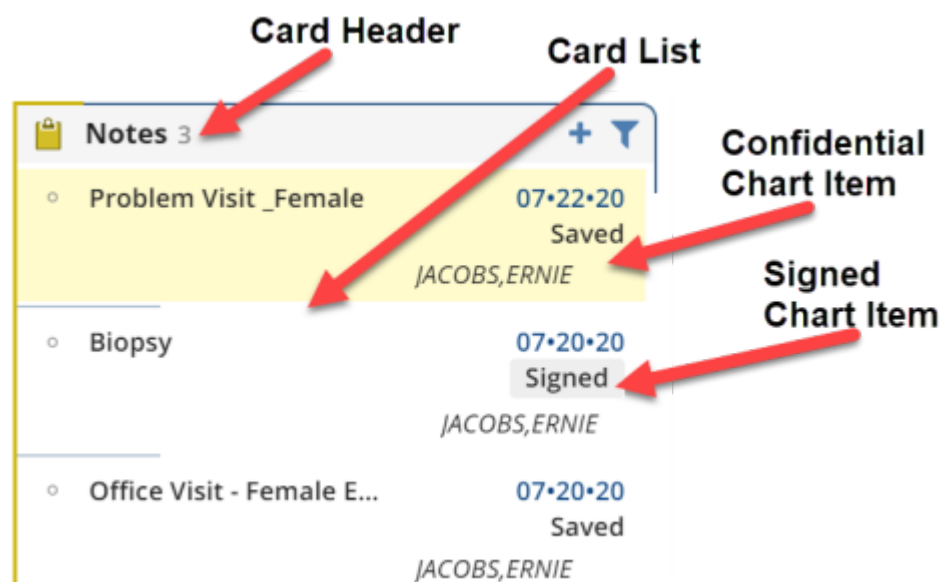 Card Header
Card List
Notes 3
Confidential
Chart Item
Problem Visit _Female 07•22•20
Saved
JACOBS,ERNIE
Signed
Chart Item
Biopsy 07•20•20
Signed
JACOBS,ERNIE
Office Visit - Female E... 07•20•20
Saved
JACOBS,ERNIE